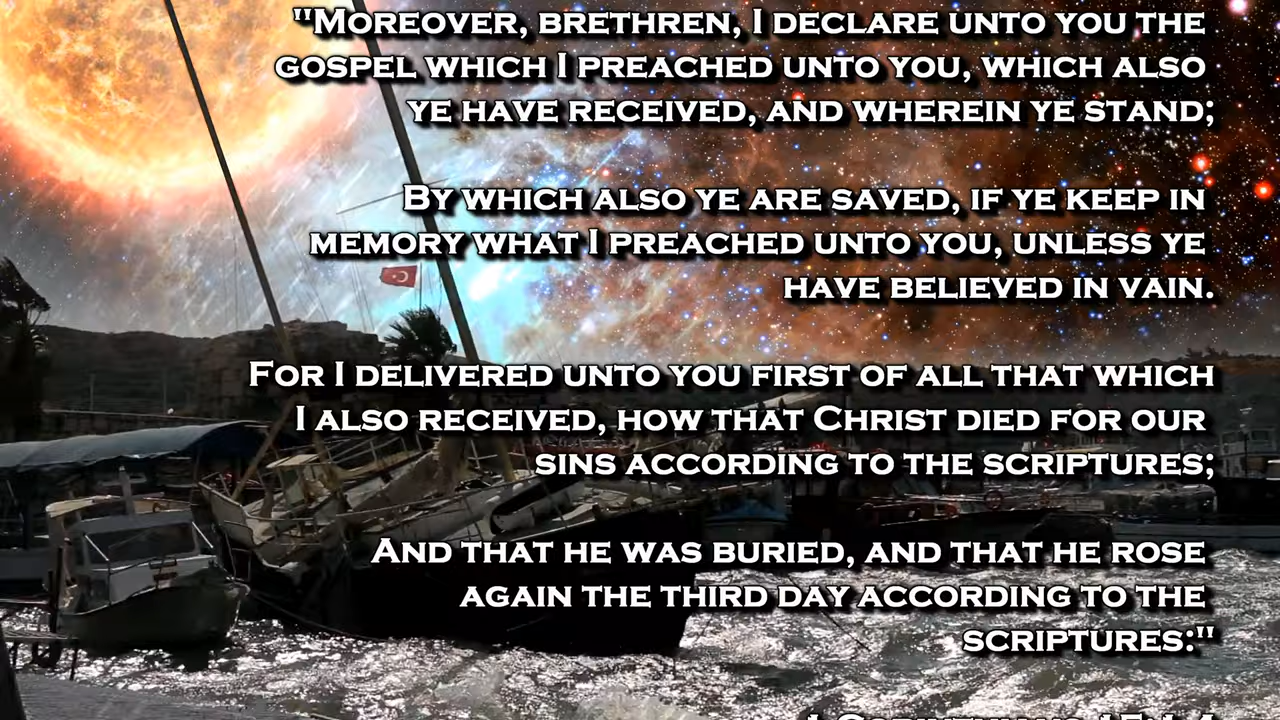 "Moreover, brethren, I declare unto you the
gospel which I preached unto you, which also
ye have received, and wherein ye stand;
By which also ye are saved, if ye keep in
memory what I preached unto you, unless ye
have believed in vain.
For I delivered unto you first of all that which
I also received, how that Christ died for our
sins according to the scriptures;
And that he was buried, and that he rose
again the third day according to the
scriptures:"